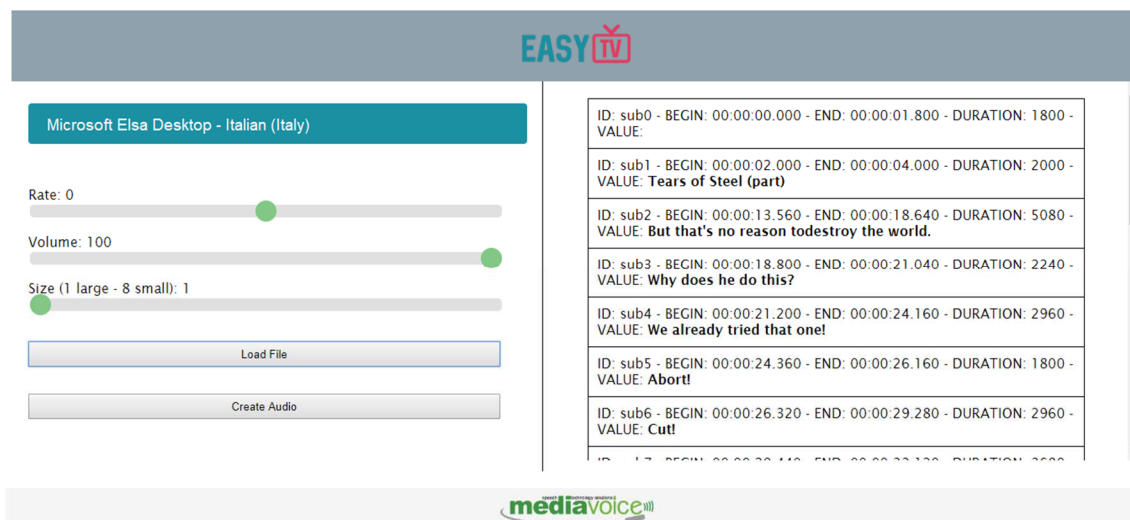 EASY TV
Microsoft Elsa Desktop - Italian (Italy)
Rate: 0
Volume: 100
Size (1 large - 8 small): 1
Load File
Create Audio
ID: sub0 - BEGIN: 00:00:00.000 - END: 00:00:01.800 - DURATION: 1800 -
VALUE:
ID: sub1 - BEGIN: 00:00:02.000 - END: 00:00:04.000 - DURATION: 2000 -
VALUE: Tears of Steel (part)
ID: sub2 - BEGIN: 00:00:13.560 - END: 00:00:18.640 - DURATION: 5080 -
VALUE: But that's no reason todestroy the world.
ID: sub3 - BEGIN: 00:00:18.800 - END: 00:00:21.040 - DURATION: 2240 -
VALUE: Why does he do this?
ID: sub4 - BEGIN: 00:00:21.200 - END: 00:00:24.160 - DURATION: 2960 -
VALUE: We already tried that one!
ID: sub5 - BEGIN: 00:00:24.360 - END: 00:00:26.160 - DURATION: 1800 -
VALUE: Abort!
ID: sub6 - BEGIN: 00:00:26.320 - END: 00:00:29.280 - DURATION: 2960 -
VALUE: Cut!
speech technology solutions
mediavoice